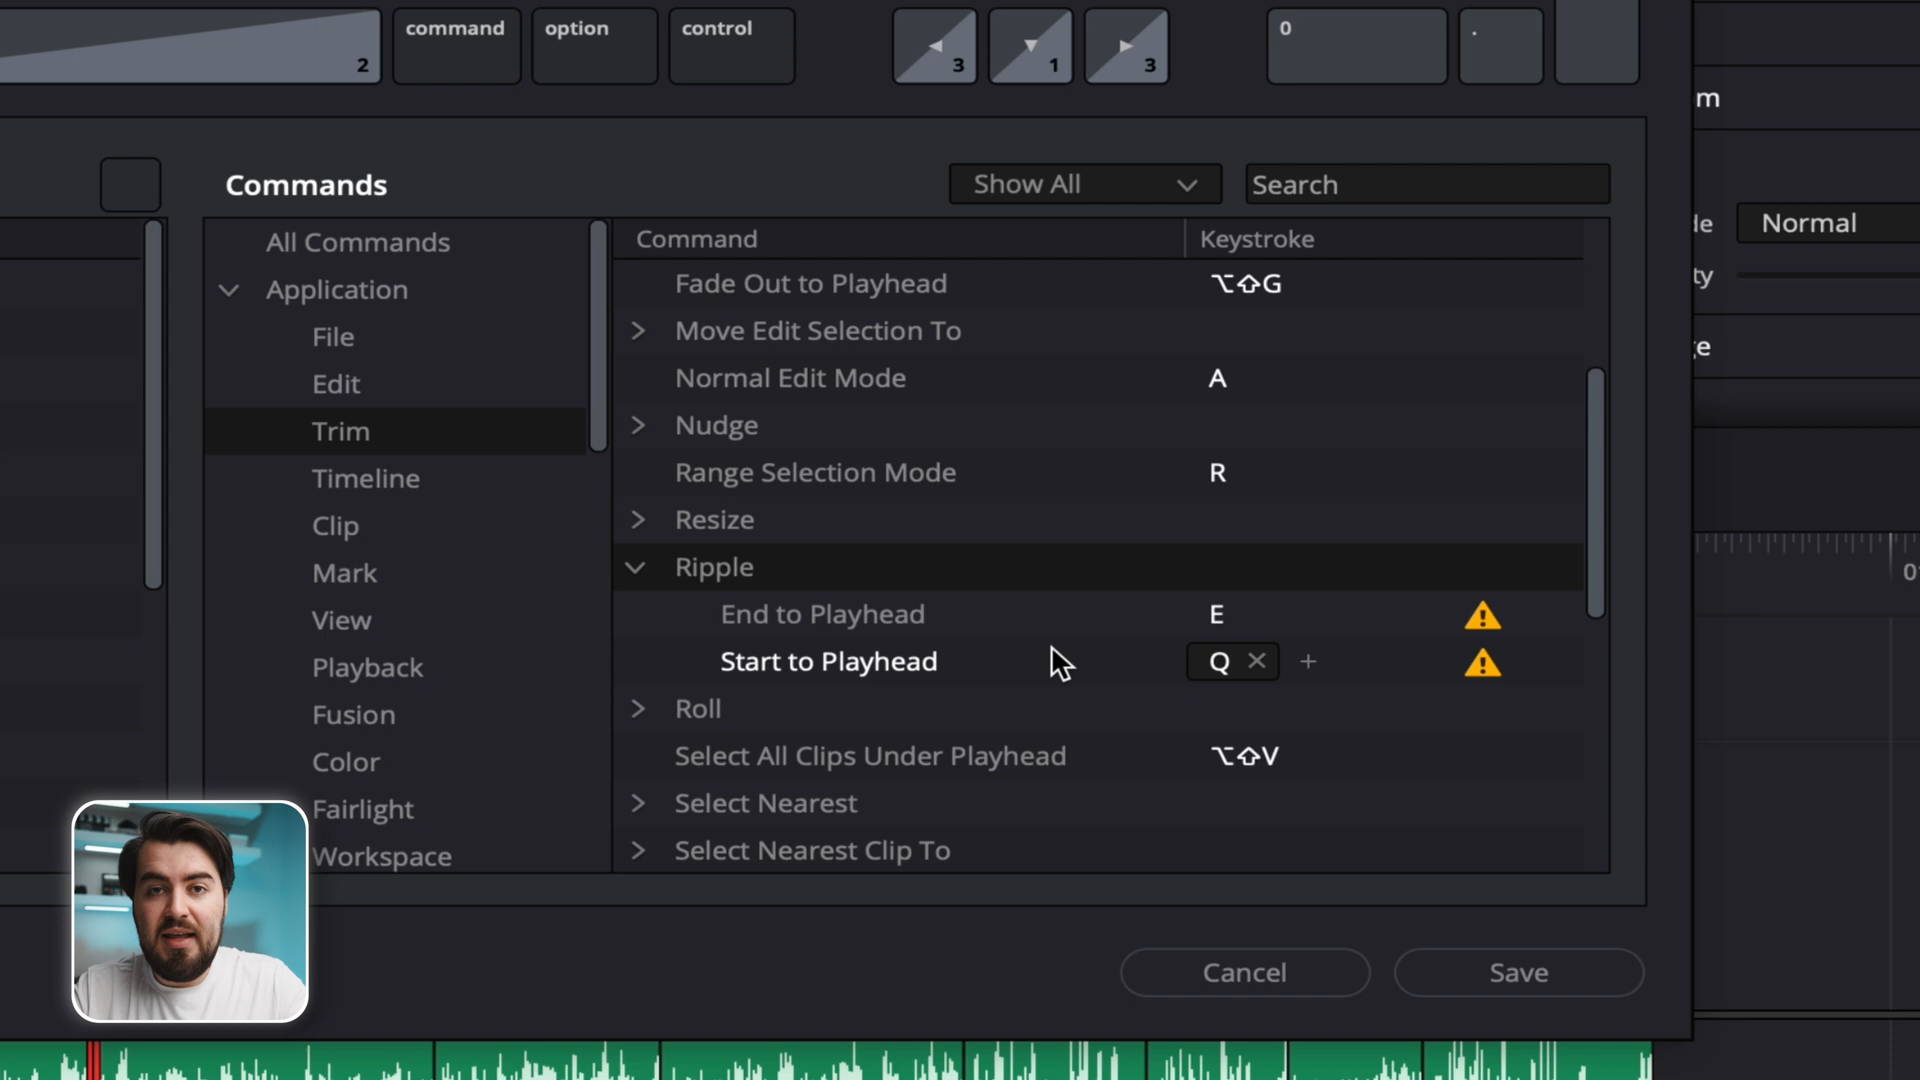 command option control 0 .
2 3 1 3
m
Commands Show All Search
de Normal
All Commands Command Keystroke
ty
Application Fade Out to Playhead ⌥⇧G
File Move Edit Selection To
ge
Edit Normal Edit Mode A
Trim Nudge
Timeline Range Selection Mode R
Clip Resize
Mark Ripple
View End to Playhead E
Playback Start to Playhead Q
Fusion Roll
Color Select All Clips Under Playhead ⌥⇧V
Fairlight Select Nearest
Workspace Select Nearest Clip To
Cancel Save